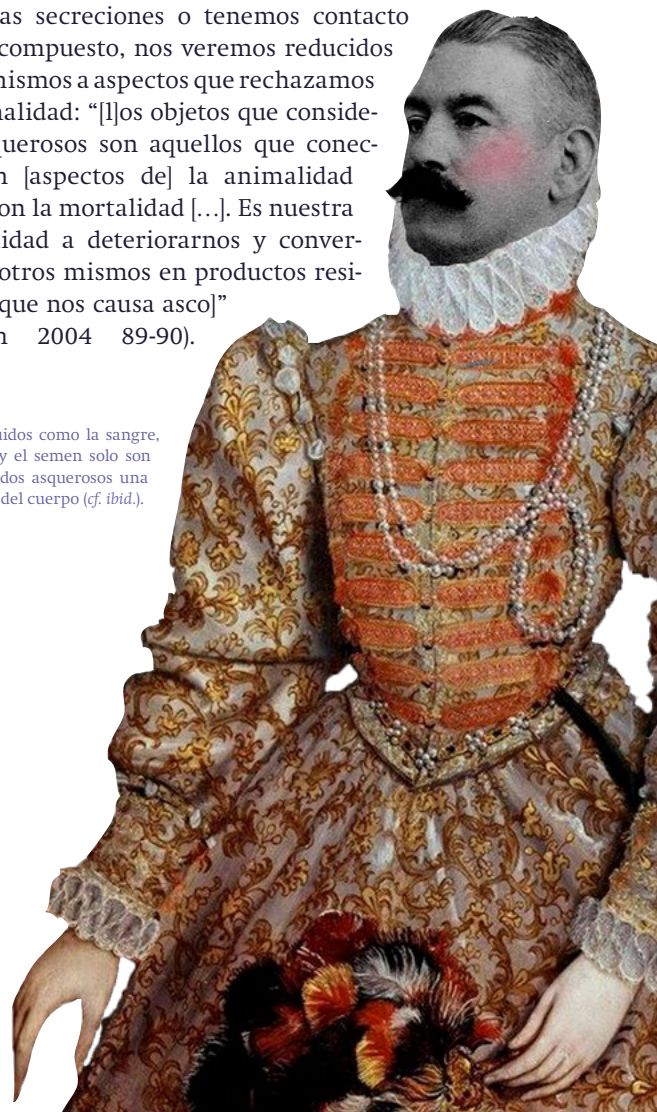 as secreciones o tenemos contacto
compuesto, nos veremos reducidos
nismos a aspectos que rechazamos
nalidad: “[l]os objetos que conside-
querosos son aquellos que conec-
n [aspectos de] la animalidad
on la mortalidad […]. Es nuestra
lidad a deteriorarnos y conver-
otros mismos en productos resi-
que nos causa asco]”
n 2004 89-90).
uidos como la sangre,
y el semen solo son
dos asquerosos una
del cuerpo (cf. ibid.).